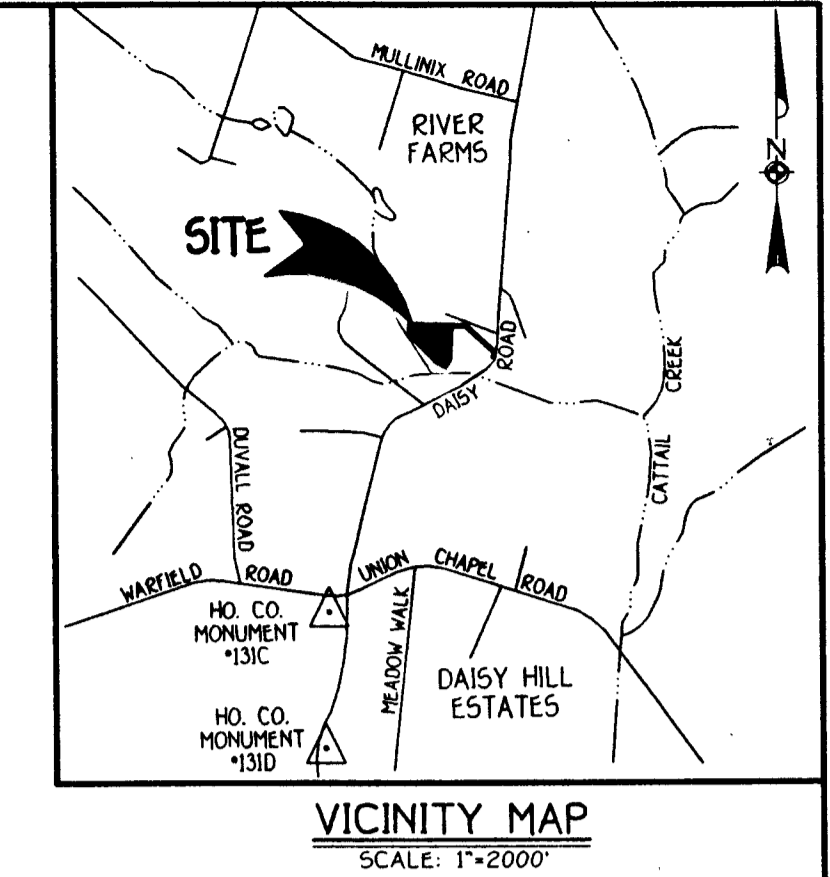 MULLINIX ROAD
RIVER
FARMS
N
SITE
ROAD
DAISY
CREEK
CATTAIL
DUVALL ROAD
WARFIELD ROAD
UNION CHAPEL ROAD
HO. CO.
MONUMENT
•131C
MEADOW WALK
DAISY HILL
ESTATES
HO. CO.
MONUMENT
•131D
VICINITY MAP
SCALE: 1"=2000'